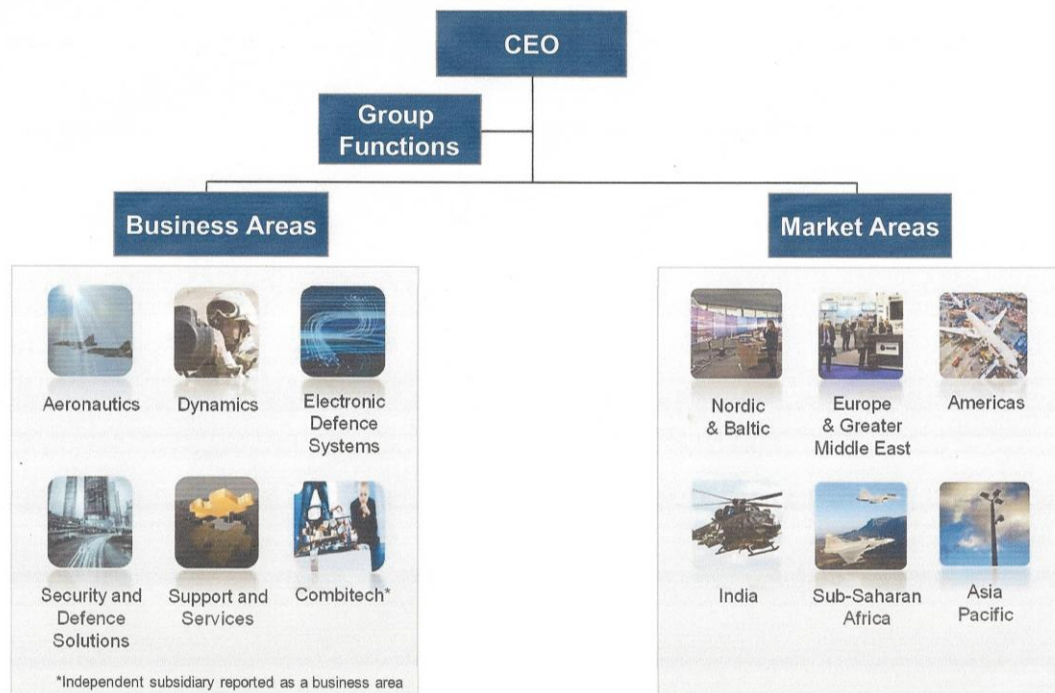 CEO
Group
Functions
Business Areas
Market Areas
Aeronautics
Dynamics
Electronic
Defence
Systems
Security and
Defence
Solutions
Support and
Services
Combitech*
*Independent subsidiary reported as a business area
Nordic
& Baltic
Europe
& Greater
Middle East
Americas
India
Sub-Saharan
Africa
Asia
Pacific